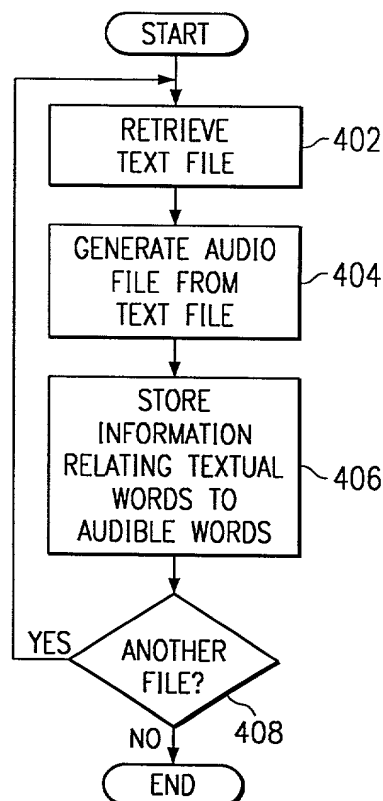 START
RETRIEVE
TEXT FILE
402
GENERATE AUDIO
FILE FROM
TEXT FILE
404
STORE
INFORMATION
RELATING TEXTUAL
WORDS TO
AUDIBLE WORDS
406
YES
ANOTHER
FILE?
408
NO
END